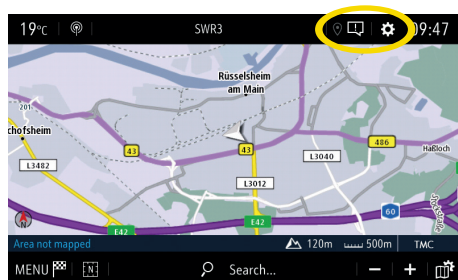 19°C SWR3 09:47
Rüsselsheim
am Main
201
chofsheim
43
43
486
Haßloch
L3482
L3040
L3012
60
N
E42
E42
Area not mapped 120m 500m TMC
MENU N Search... − +